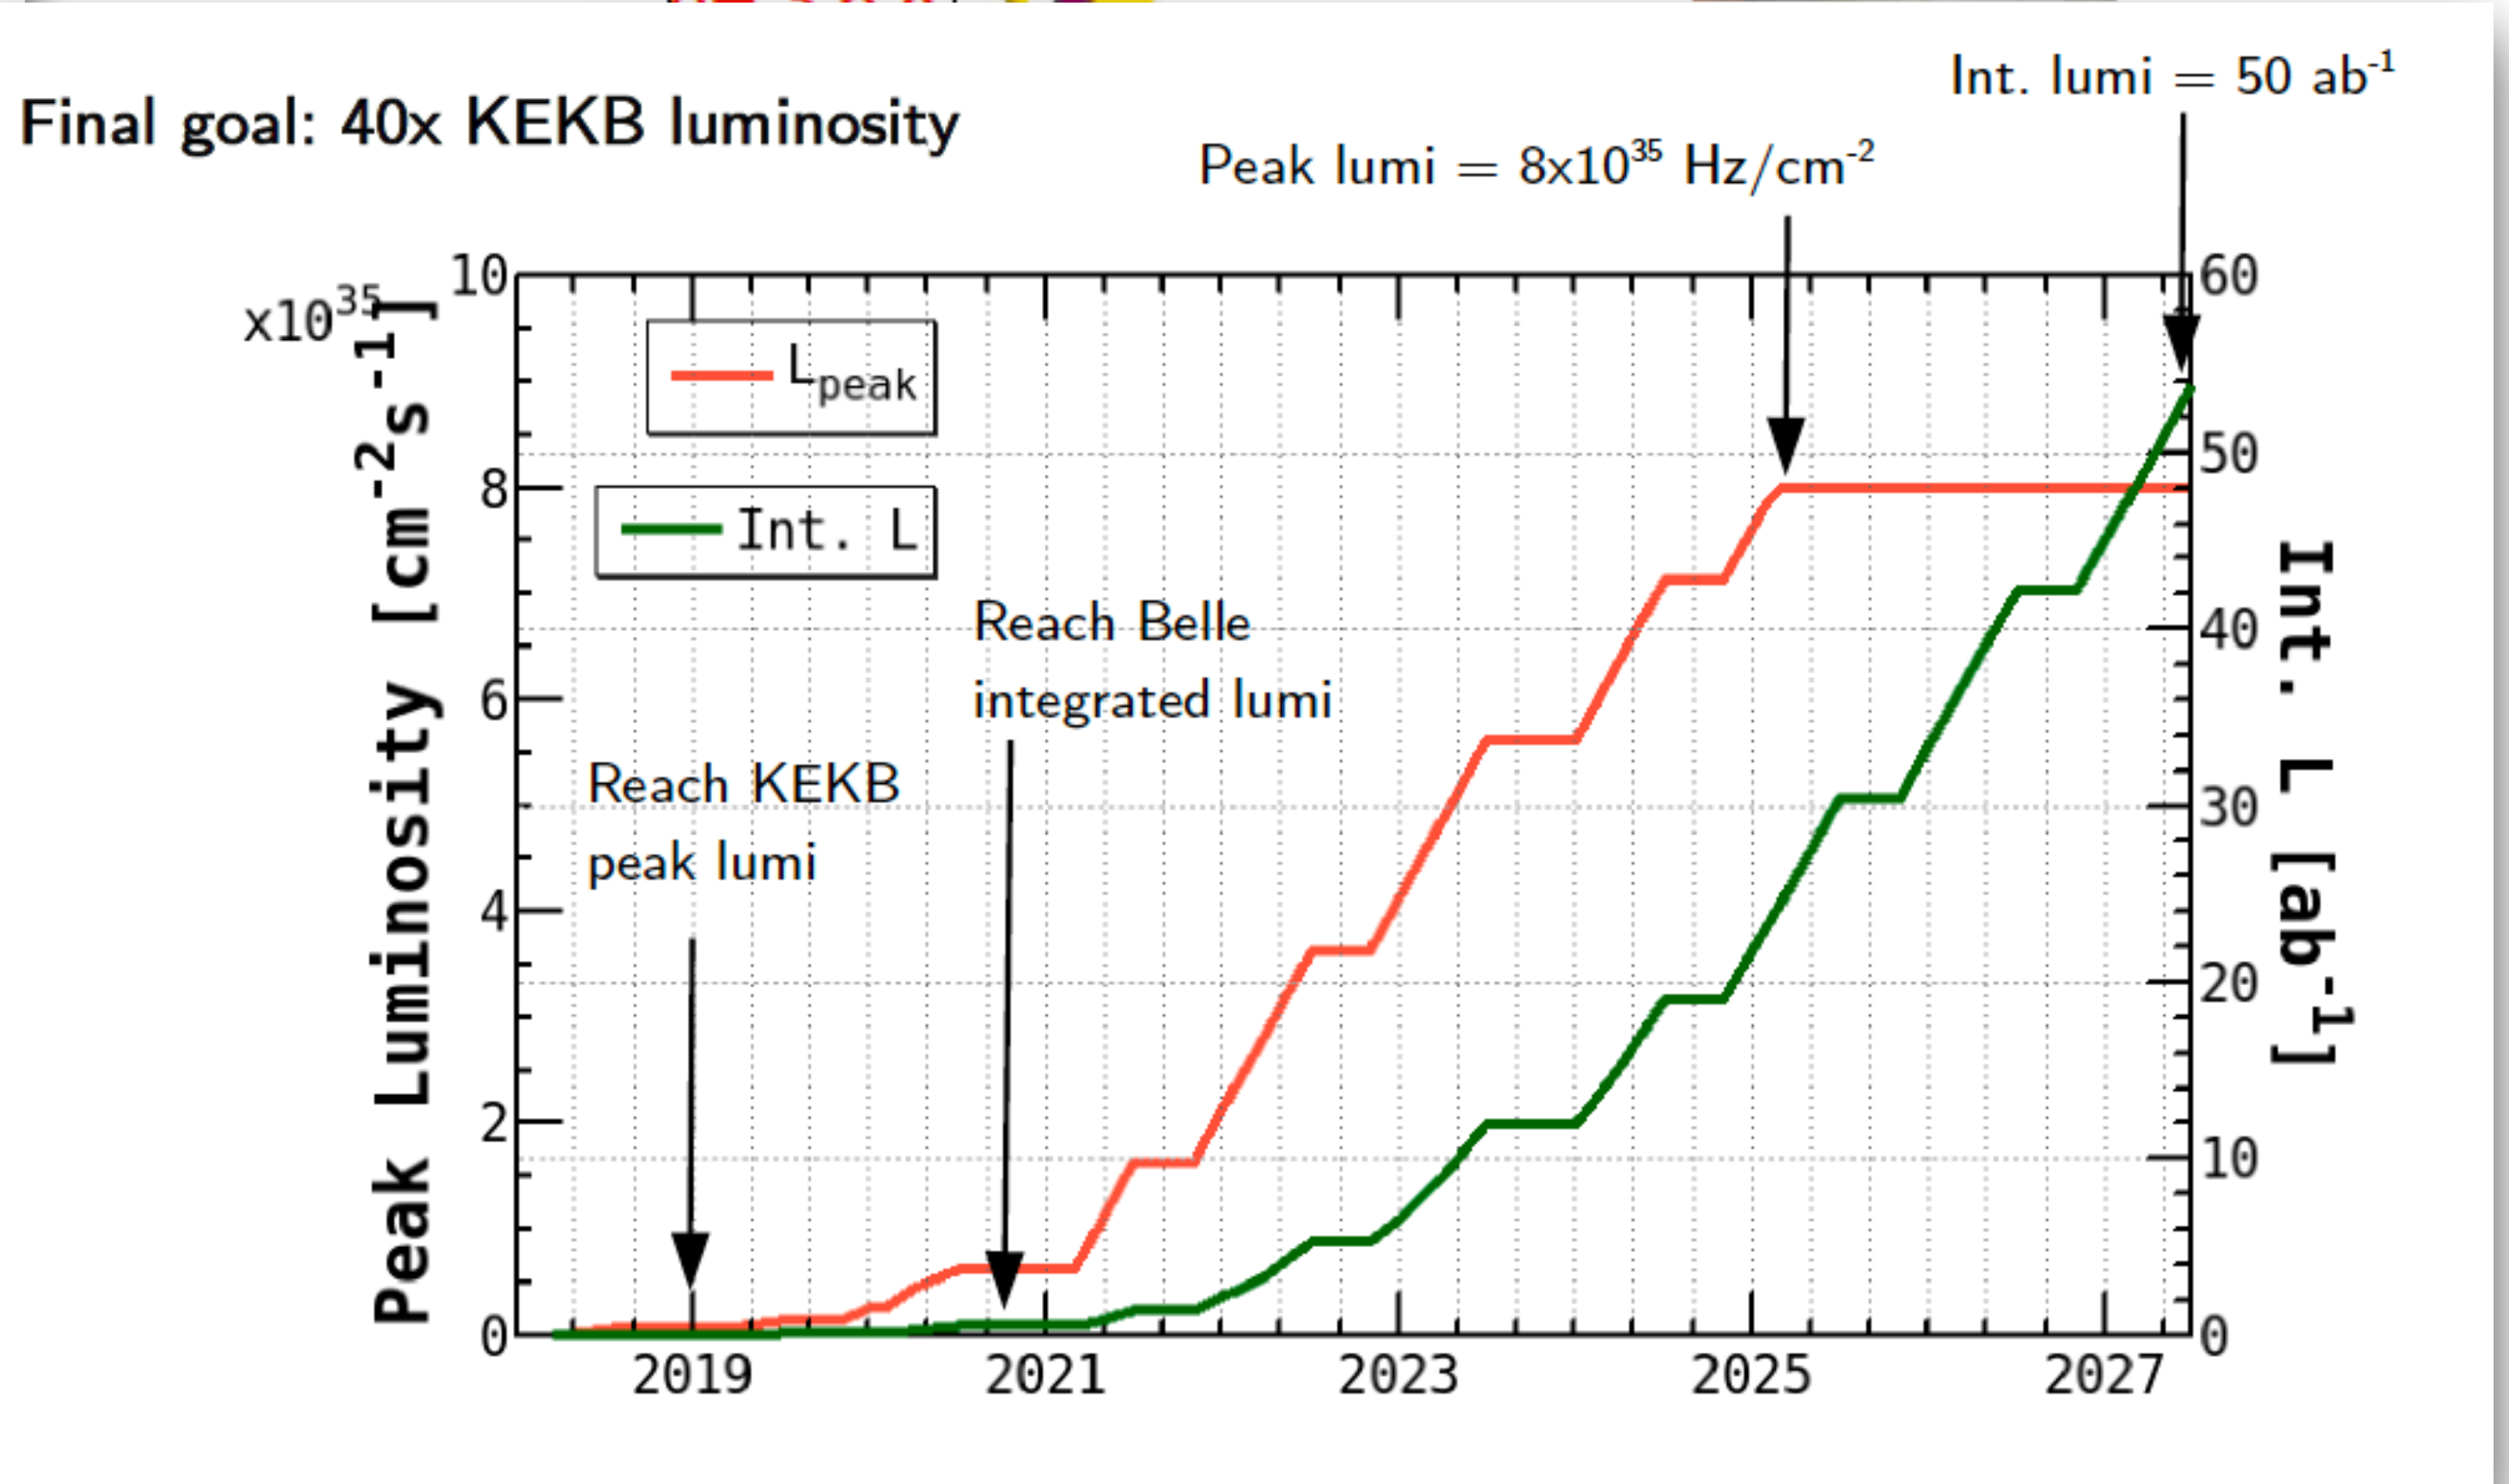 Int. lumi = 50 ab⁻¹
Final goal: 40x KEKB luminosity
Peak lumi = 8x10³⁵ Hz/cm⁻²
x10³⁵
Peak Luminosity [cm⁻²s⁻¹]
10
8
6
4
2
0
L_peak
Int. L
Reach Belle
integrated lumi
Reach KEKB
peak lumi
60
50
40
30
20
10
0
Int. L [ab⁻¹]
2019 2021 2023 2025 2027